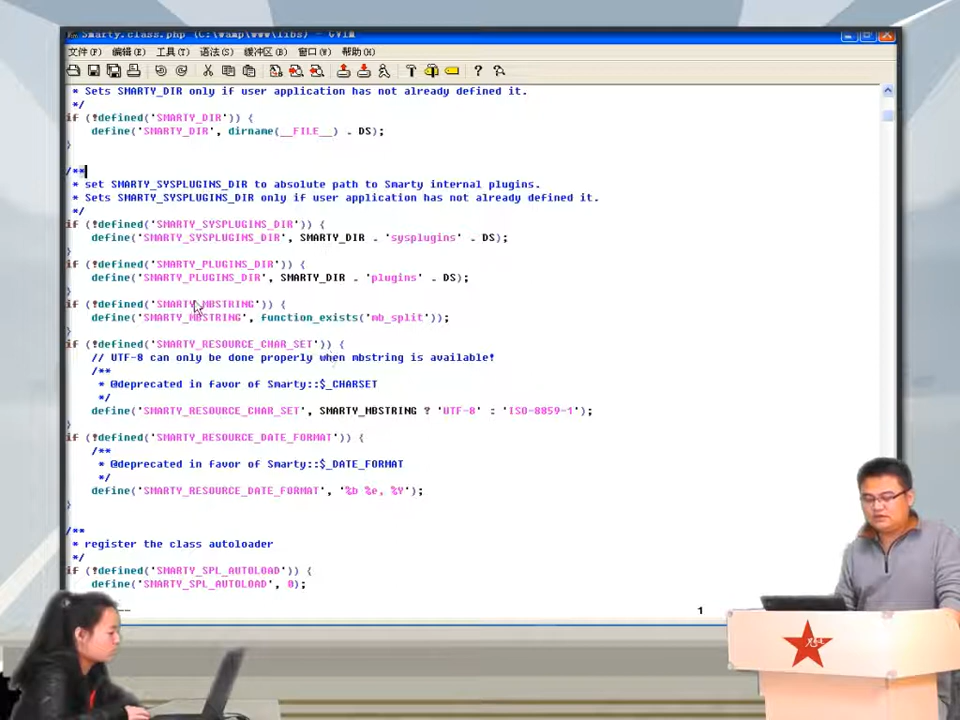 Smarty.class.php (C:\wamp\www\libs) - GVIM
文件(F) 编辑(E) 工具(T) 语法(S) 缓冲区(B) 窗口(W) 帮助(H)
* Sets SMARTY_DIR only if user application has not already defined it.
*/
if (!defined('SMARTY_DIR')) {
define('SMARTY_DIR', dirname(__FILE__) . DS);
}
/**
* set SMARTY_SYSPLUGINS_DIR to absolute path to Smarty internal plugins.
* Sets SMARTY_SYSPLUGINS_DIR only if user application has not already defined it.
*/
if (!defined('SMARTY_SYSPLUGINS_DIR')) {
define('SMARTY_SYSPLUGINS_DIR', SMARTY_DIR . 'sysplugins' . DS);
}
if (!defined('SMARTY_PLUGINS_DIR')) {
define('SMARTY_PLUGINS_DIR', SMARTY_DIR . 'plugins' . DS);
}
if (!defined('SMARTY_MBSTRING')) {
define('SMARTY_MBSTRING', function_exists('mb_split'));
}
if (!defined('SMARTY_RESOURCE_CHAR_SET')) {
// UTF-8 can only be done properly when mbstring is available!
/**
* @deprecated in favor of Smarty::$_CHARSET
*/
define('SMARTY_RESOURCE_CHAR_SET', SMARTY_MBSTRING ? 'UTF-8' : 'ISO-8859-1');
}
if (!defined('SMARTY_RESOURCE_DATE_FORMAT')) {
/**
* @deprecated in favor of Smarty::$_DATE_FORMAT
*/
define('SMARTY_RESOURCE_DATE_FORMAT', '%b %e, %Y');
}
/**
* register the class autoloader
*/
if (!defined('SMARTY_SPL_AUTOLOAD')) {
define('SMARTY_SPL_AUTOLOAD', 0);
--
1